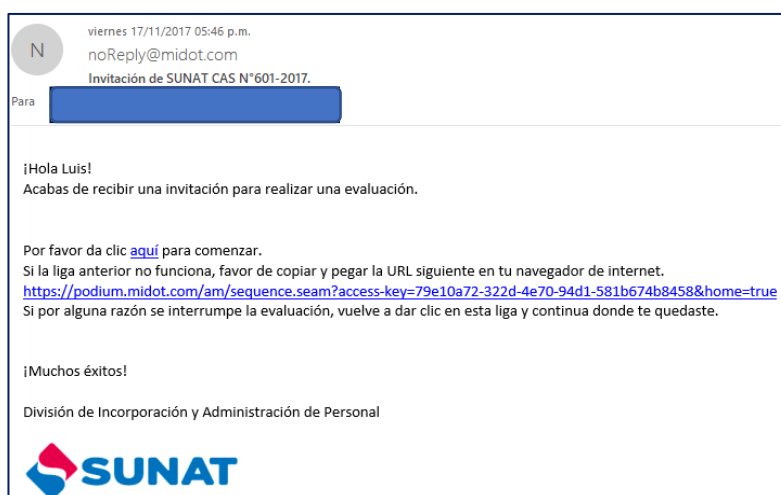 N
viernes 17/11/2017 05:46 p.m.
noReply@midot.com
Invitación de SUNAT CAS N°601-2017.
Para
¡Hola Luis!
Acabas de recibir una invitación para realizar una evaluación.
Por favor da clic aquí para comenzar.
Si la liga anterior no funciona, favor de copiar y pegar la URL siguiente en tu navegador de internet.
https://podium.midot.com/am/sequence.seam?access-key=79e10a72-322d-4e70-94d1-581b674b8458&home=true
Si por alguna razón se interrumpe la evaluación, vuelve a dar clic en esta liga y continua donde te quedaste.
¡Muchos éxitos!
División de Incorporación y Administración de Personal
SUNAT